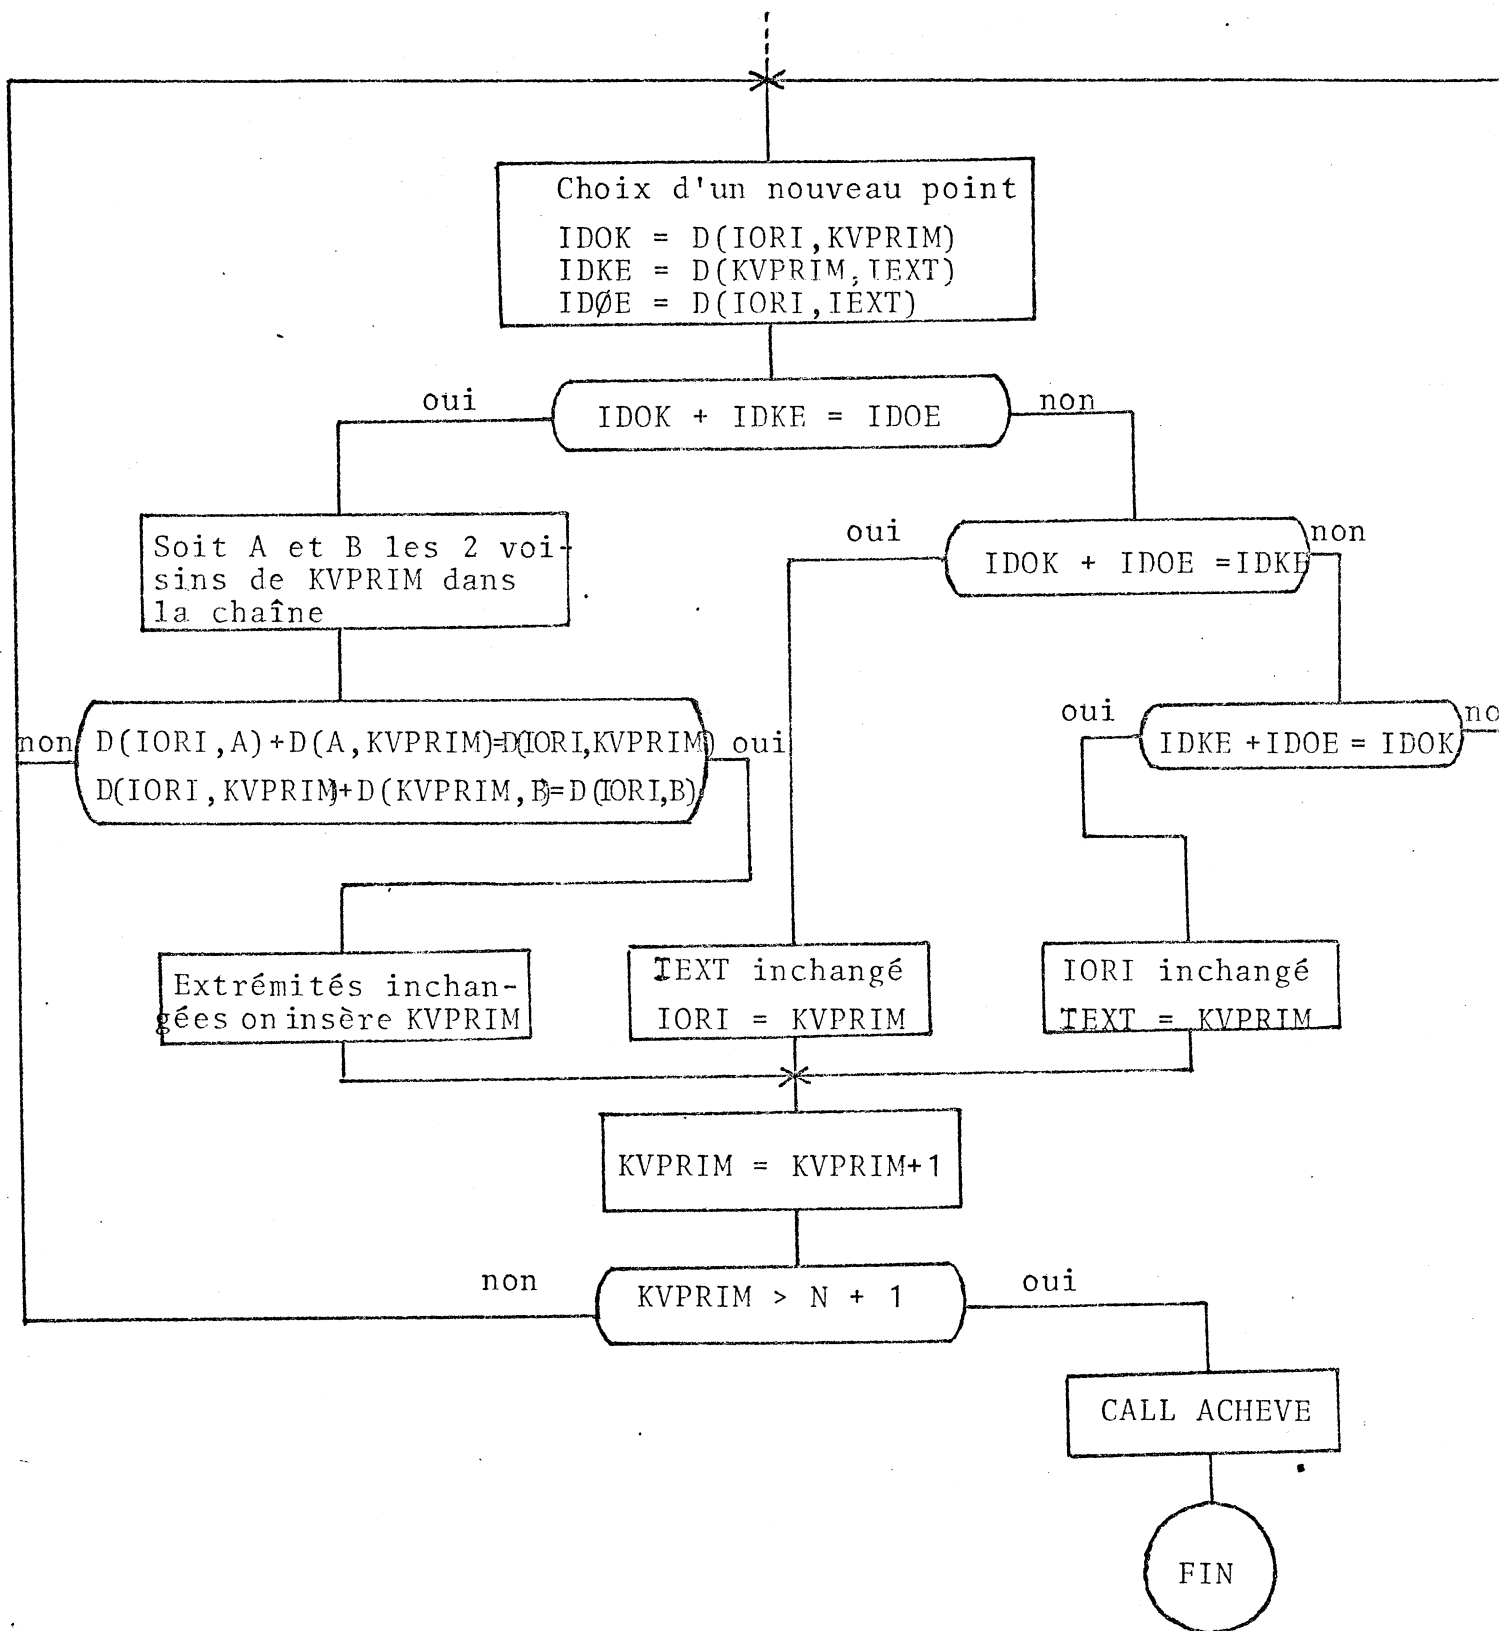 Choix d'un nouveau point
IDOK = D(IORI,KVPRIM)
IDKE = D(KVPRIM,IEXT)
IDØE = D(IORI,IEXT)
oui
IDOK + IDKE = IDOE
non
Soit A et B les 2 voi-
sins de KVPRIM dans
la chaîne
oui
IDOK + IDOE =IDKE
non
non
D(IORI,A)+D(A,KVPRIM)=D(IORI,KVPRIM)
D(IORI,KVPRIM)+D(KVPRIM,B)=D(IORI,B)
oui
oui
IDKE +IDOE = IDOK
no
Extrémités inchan-
gées on insère KVPRIM
IEXT inchangé
IORI = KVPRIM
IORI inchangé
IEXT = KVPRIM
KVPRIM = KVPRIM+1
non
KVPRIM > N + 1
oui
CALL ACHEVE
FIN